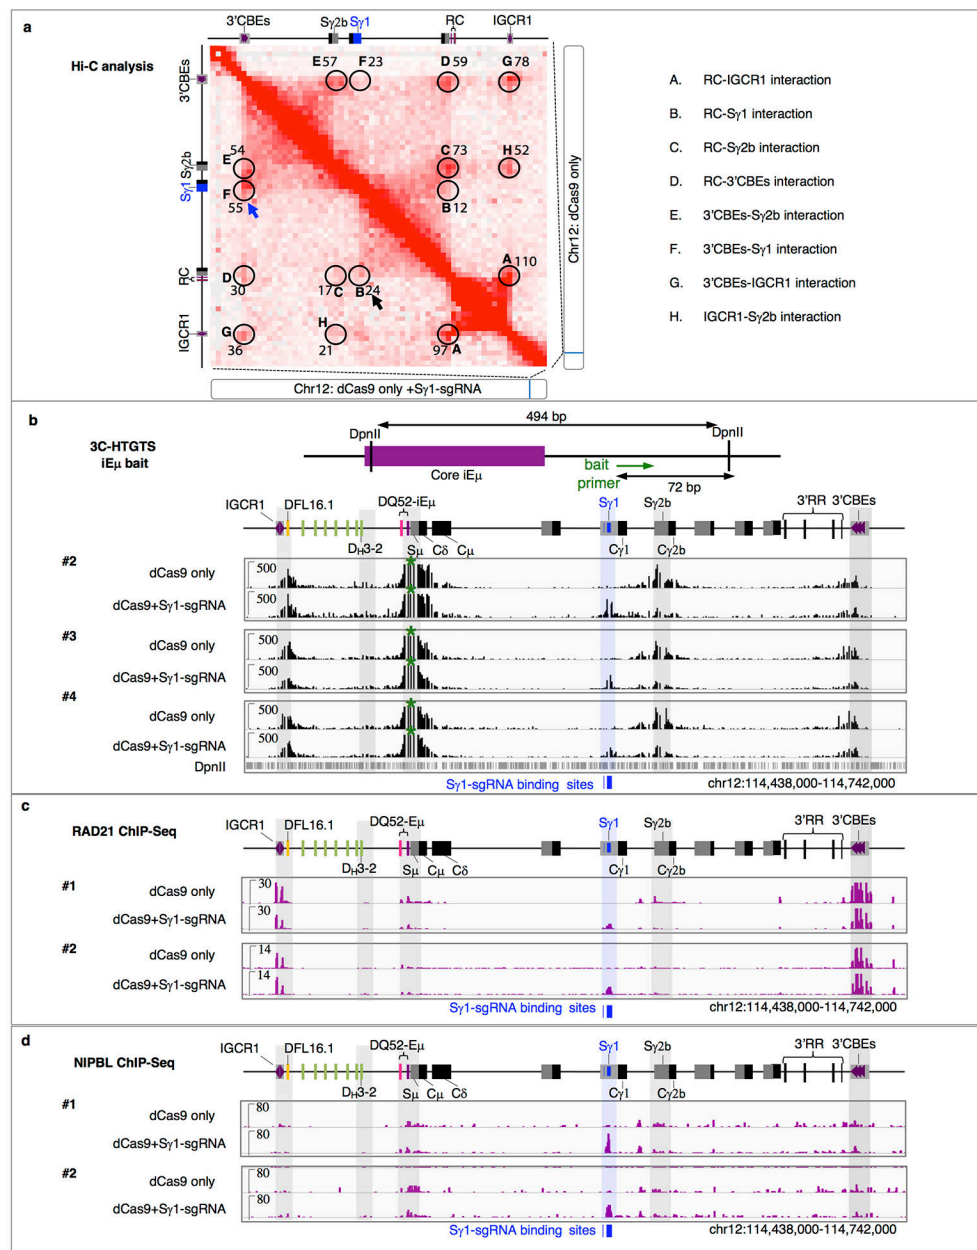 a
Hi-C analysis
3'CBEs Sγ2b Sγ1 RC IGCR1
3'CBEs
Sγ2b
Sγ1
RC
IGCR1
E 57 F 23 D 59 G 78
54
E C 73 H 52
F
55 B 12
A 110
D
30 17 C B 24
G H
36 21 97 A
Chr12: dCas9 only
Chr12: dCas9 only +Sγ1-sgRNA
A. RC-IGCR1 interaction
B. RC-Sγ1 interaction
C. RC-Sγ2b interaction
D. RC-3'CBEs interaction
E. 3'CBEs-Sγ2b interaction
F. 3'CBEs-Sγ1 interaction
G. 3'CBEs-IGCR1 interaction
H. IGCR1-Sγ2b interaction
b
3C-HTGTS
iEμ bait
494 bp
DpnII DpnII
Core iEμ
bait
primer
72 bp
IGCR1 DFL16.1 DQ52-iEμ Sγ1 Sγ2b 3'RR 3'CBEs
DH3-2 Sμ Cδ Cμ Cγ1 Cγ2b
#2
dCas9 only 500
dCas9+Sγ1-sgRNA 500
#3
dCas9 only 500
dCas9+Sγ1-sgRNA 500
#4
dCas9 only 500
dCas9+Sγ1-sgRNA 500
DpnII
Sγ1-sgRNA binding sites chr12:114,438,000-114,742,000
c
RAD21 ChIP-Seq
IGCR1 DFL16.1 DQ52-Eμ Sγ1 Sγ2b 3'RR 3'CBEs
DH3-2 Sμ Cμ Cδ Cγ1 Cγ2b
#1
dCas9 only 30
dCas9+Sγ1-sgRNA 30
#2
dCas9 only 14
dCas9+Sγ1-sgRNA 14
Sγ1-sgRNA binding sites chr12:114,438,000-114,742,000
d
NIPBL ChIP-Seq
IGCR1 DFL16.1 DQ52-Eμ Sγ1 Sγ2b 3'RR 3'CBEs
DH3-2 Sμ Cμ Cδ Cγ1 Cγ2b
#1
dCas9 only 80
dCas9+Sγ1-sgRNA 80
#2
dCas9 only 80
dCas9+Sγ1-sgRNA 80
Sγ1-sgRNA binding sites chr12:114,438,000-114,742,000